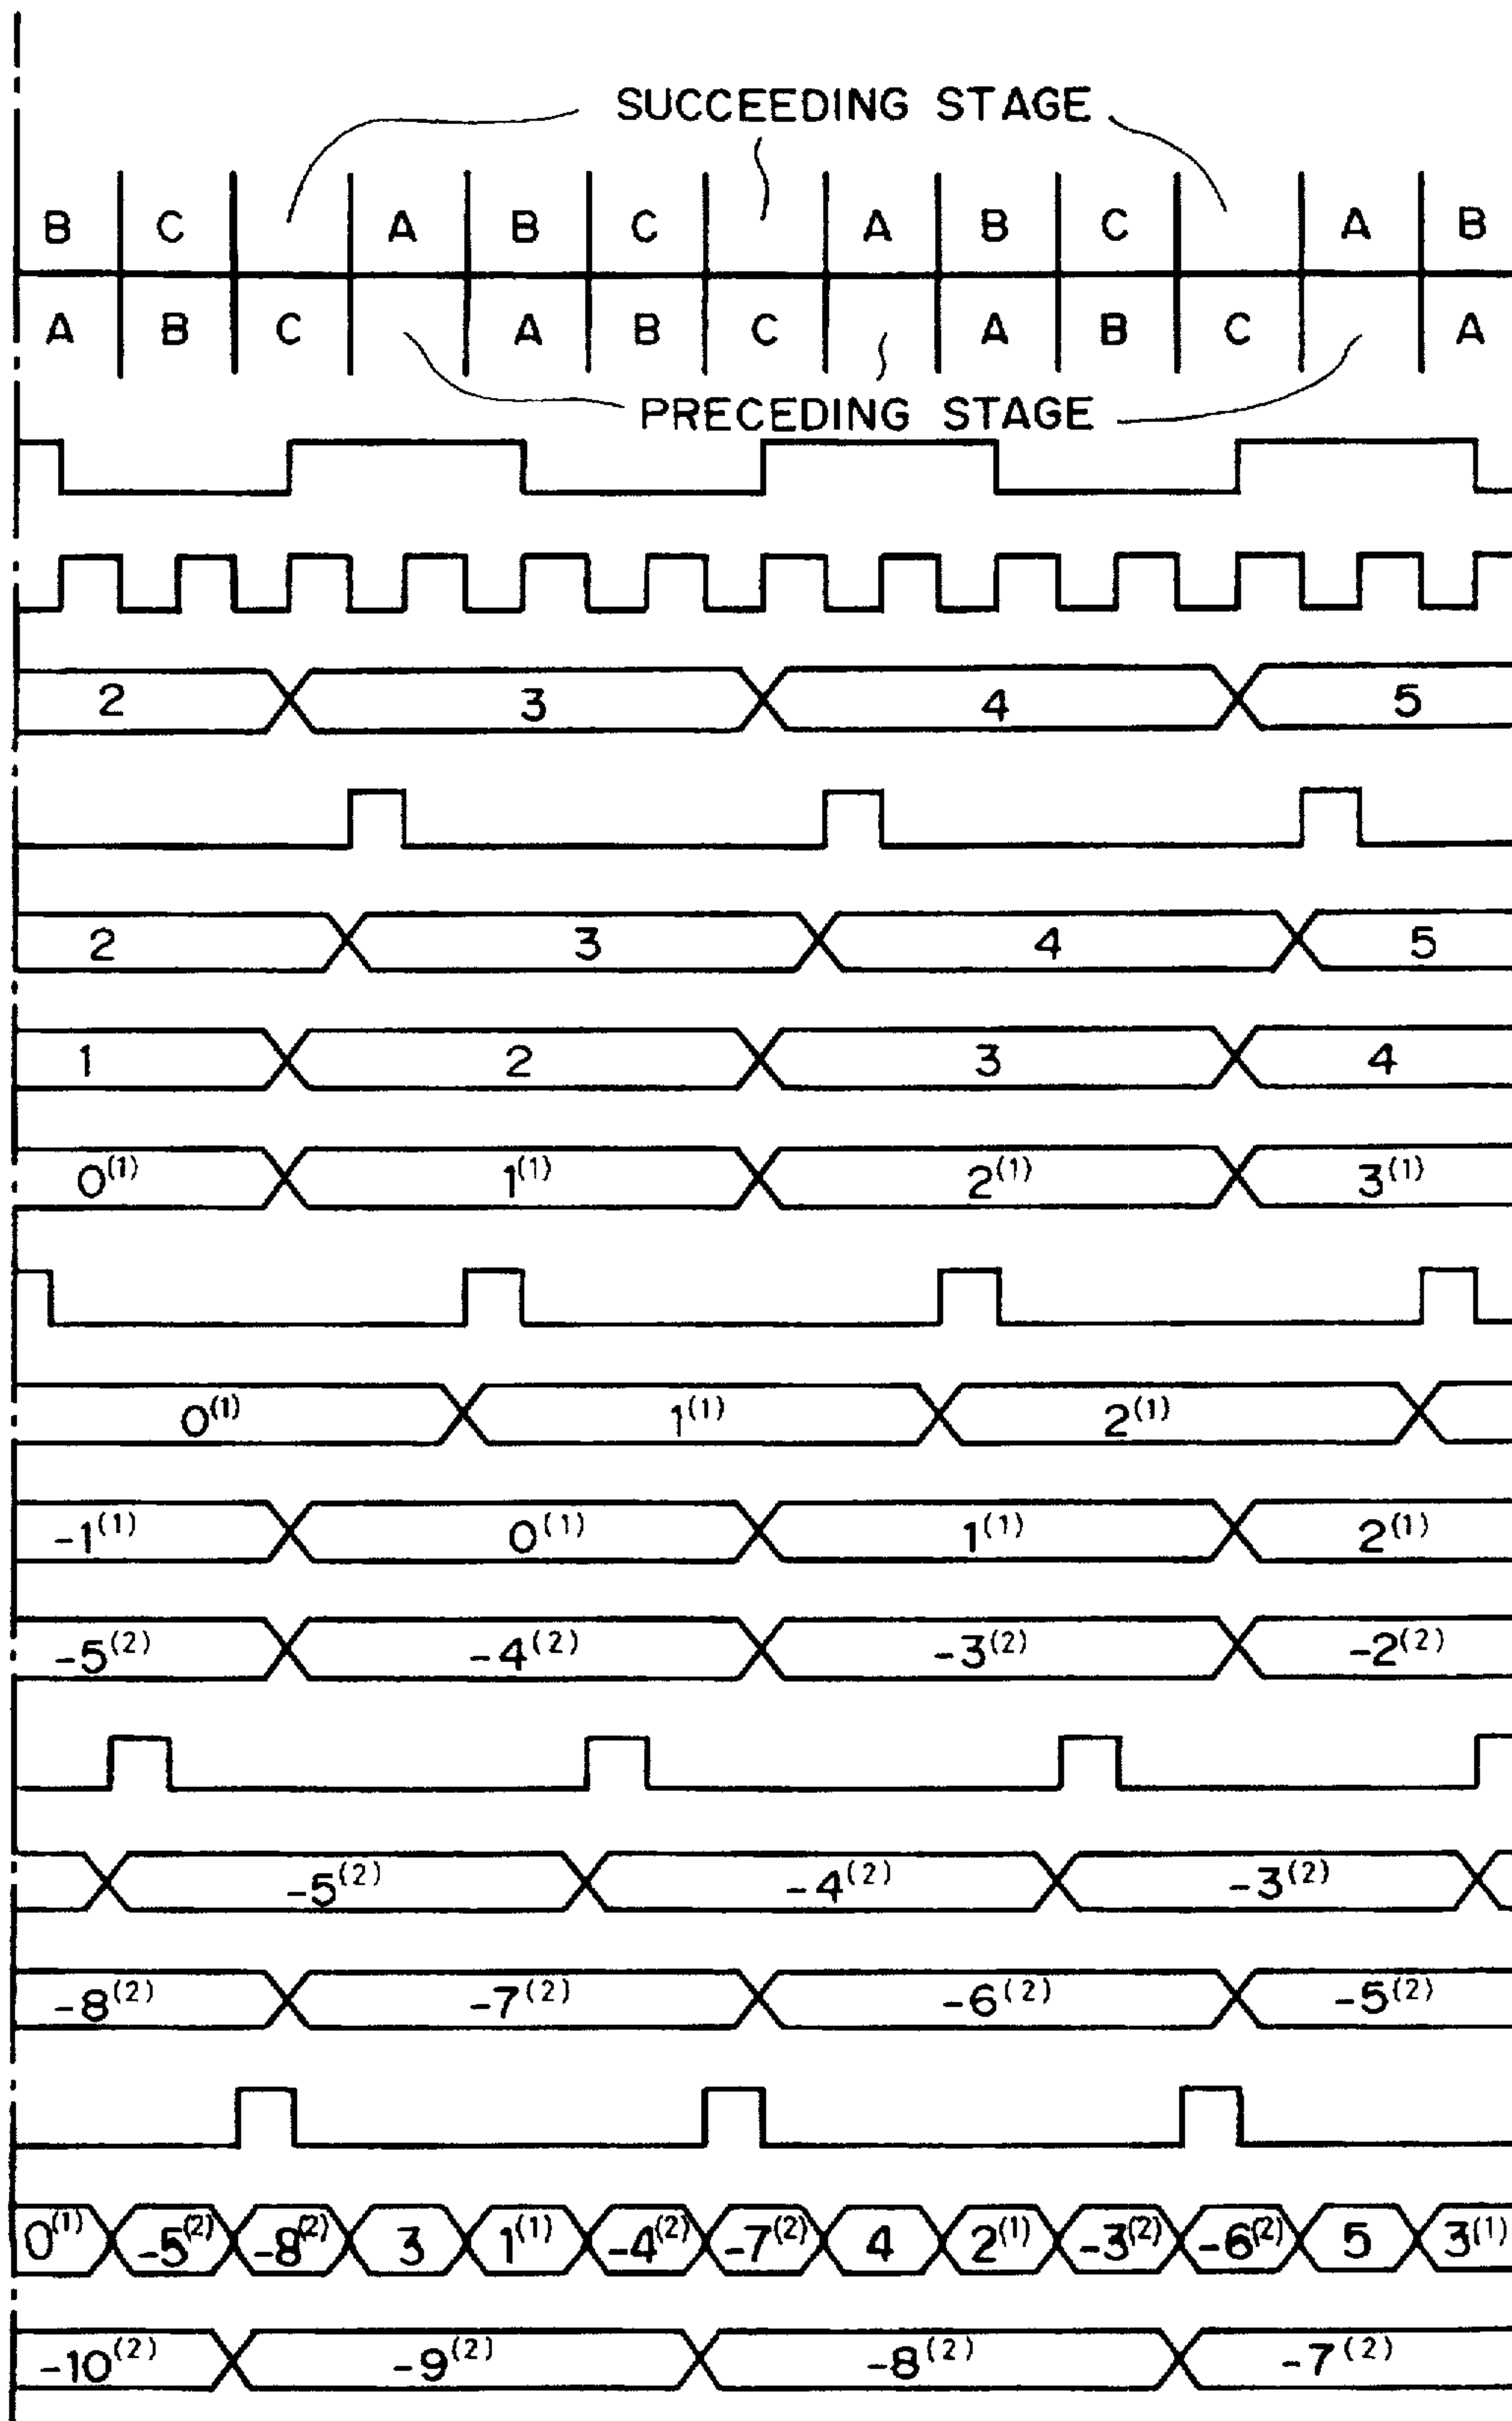 SUCCEEDING STAGE
B C A B C A B C A B
A B C A B C A B C A
PRECEDING STAGE
2 3 4 5
2 3 4 5
1 2 3 4
0(1) 1(1) 2(1) 3(1)
0(1) 1(1) 2(1)
-1(1) 0(1) 1(1) 2(1)
-5(2) -4(2) -3(2) -2(2)
-5(2) -4(2) -3(2)
-8(2) -7(2) -6(2) -5(2)
0(1) -5(2) -8(2) 3 1(1) -4(2) -7(2) 4 2(1) -3(2) -6(2) 5 3(1)
-10(2) -9(2) -8(2) -7(2)